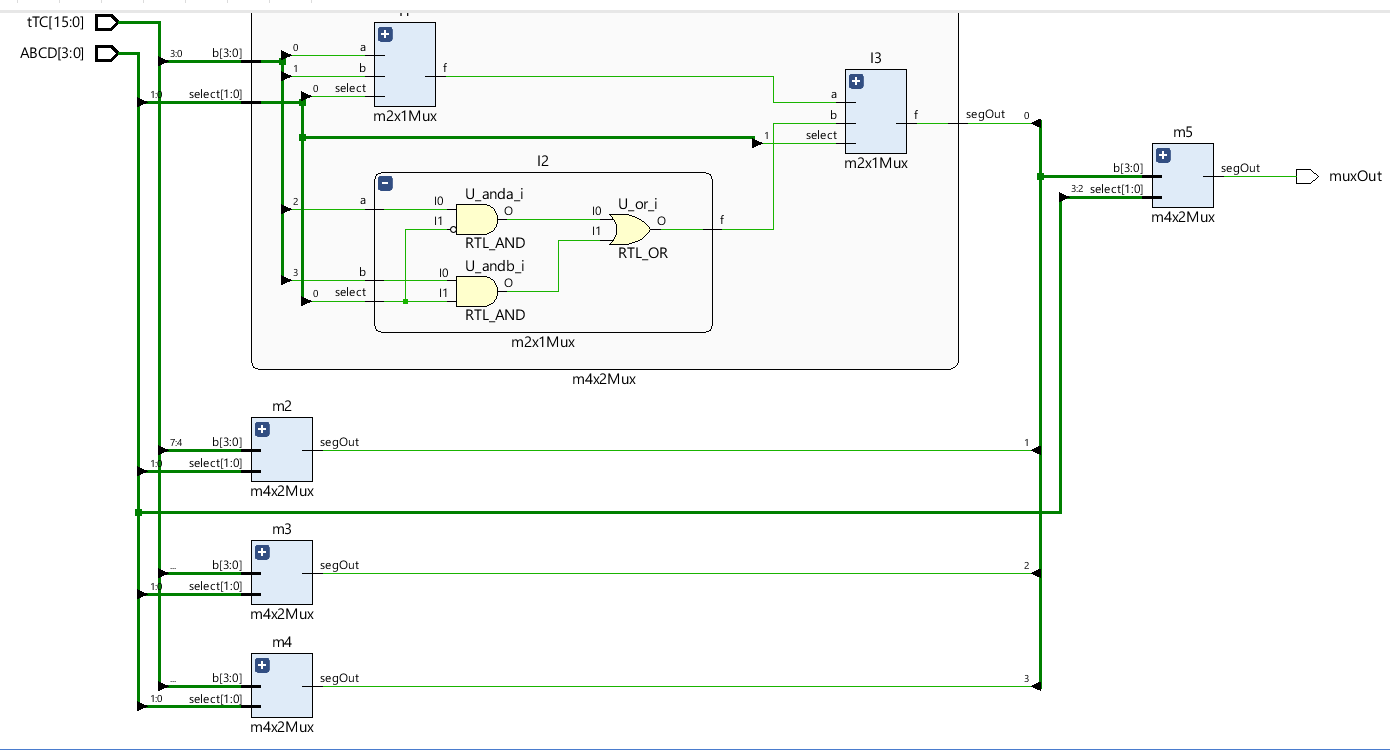 tTC[15:0]
ABCD[3:0]
3:0 b[3:0]
1:0 select[1:0]
0 a
1 b
0 select
f
m2x1Mux
I3
a
b
1 select
f
m2x1Mux
segOut 0
m5
b[3:0]
3:2 select[1:0]
segOut
m4x2Mux
muxOut
I2
2 a
U_anda_i
I0
I1
O
RTL_AND
3 b
0 select
U_andb_i
I0
I1
O
RTL_AND
U_or_i
I0
I1
O
RTL_OR
f
m2x1Mux
m4x2Mux
m2
7:4 b[3:0]
1:0 select[1:0]
segOut 1
m4x2Mux
m3
... b[3:0]
1:0 select[1:0]
segOut 2
m4x2Mux
m4
... b[3:0]
1:0 select[1:0]
segOut 3
m4x2Mux